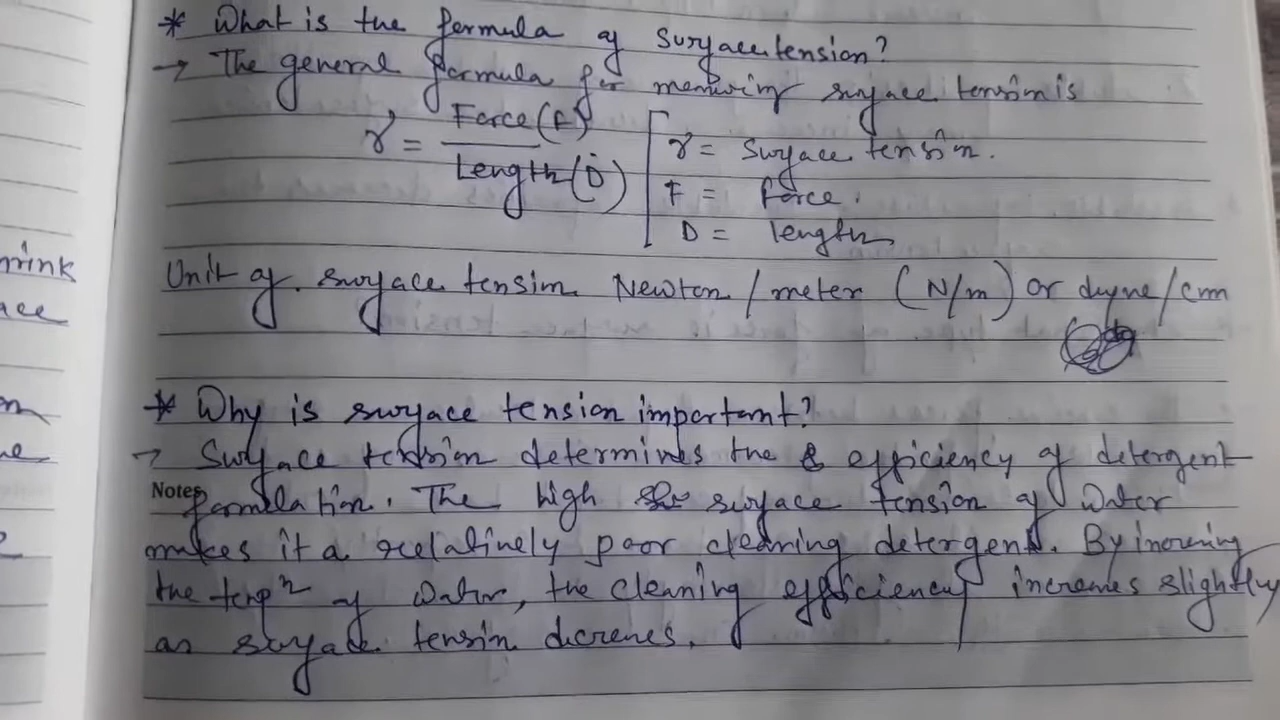 * What is the formula of Surface tension?
→ The general formula for measuring surface tension is
γ = Force (F) / Length (D)
γ = Surface tension.
F = force.
D = length
Unit of surface tension Newton / meter (N/m) or dyne/cm
* Why is surface tension important?
→ Surface tension determines the efficiency of detergent
Notes
formulation. The high surface tension of Water
makes it a relatively poor cleaning detergent. By increasing
the tempn of Water, the cleaning efficiency increases slightly
as surface tension decreases.
rink
ace